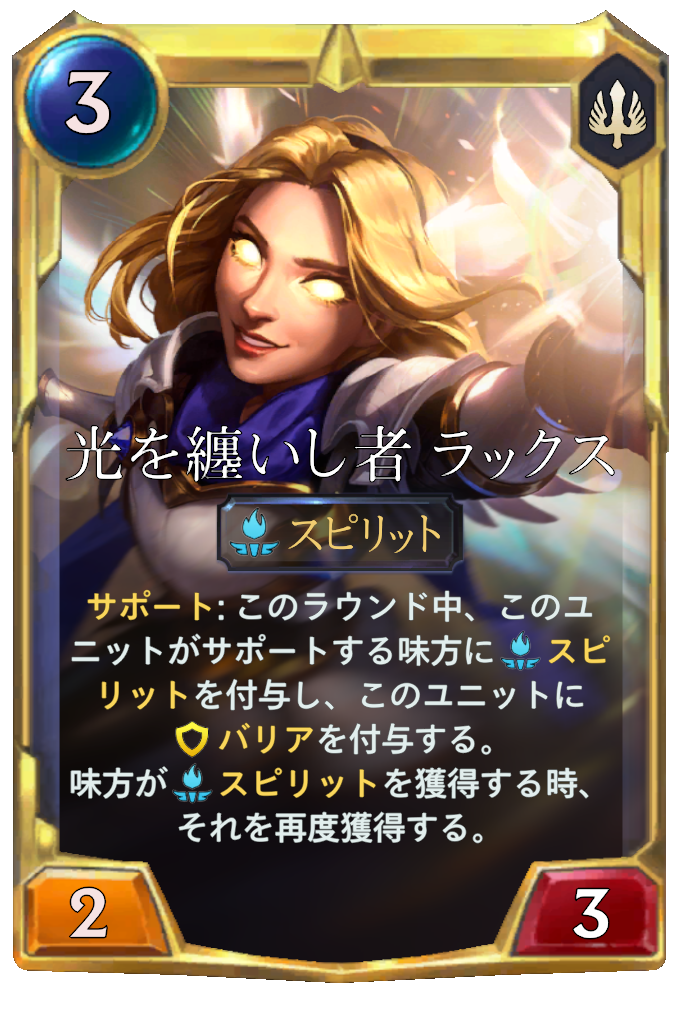 3
光を纏いし者 ラックス
スピリット
サポート: このラウンド中、このユ
ニットがサポートする味方に スピ
リットを付与し、このユニットに
バリアを付与する。
味方が スピリットを獲得する時、
それを再度獲得する。
2
3